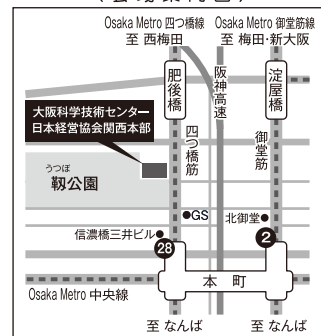 Osaka Metro 四つ橋線
至 西梅田
Osaka Metro 御堂筋線
至 梅田・新大阪
肥後橋
阪神高速
淀屋橋
大阪科学技術センター
日本経営協会関西本部
四つ橋筋
御堂筋
うつぼ
靱公園
GS
北御堂
信濃橋三井ビル
28
2
本町
Osaka Metro 中央線
至 なんば
至 なんば